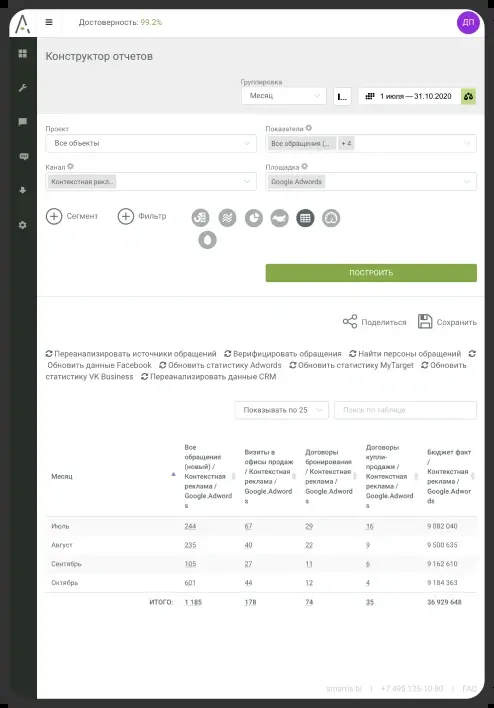 Достоверность: 99.2%
ДП
Конструктор отчетов
Группировка
Месяц
1 июля — 31.10.2020
Проект
Показатели
Все объекты
Все обращения (... + 4
Канал
Площадка
Контекстная рекл..
Google.Adwords
Сегмент
Фильтр
ПОСТРОИТЬ
Поделиться
Сохранить
Переанализировать источники обращений Верифицировать обращения Найти персоны обращений
Обновить данные Facebook Обновить статистику Adwords Обновить статистику MyTarget Обновить
статистику VK Business Переанализировать данные CRM
Показывать по 25
Поиск по таблице
Месяц
Все
обращения
(новый) /
Контекстная
реклама /
Google.Adword
s
Визиты в
офисы продаж
/ Контекстная
реклама /
Google.Adword
s
Договоры
бронирования
/ Контекстная
реклама /
Google.Adword
s
Договоры
купли-
продажи /
Контекстная
реклама /
Google.Adword
s
Бюджет факт
/
Контекстная
реклама /
Google.Adwor
ds
Июль 244 67 29 16 9 082 040
Август 235 40 22 9 9 500 635
Сентябрь 105 27 11 6 9 162 610
Октябрь 601 44 12 4 9 184 363
ИТОГО: 1 185 178 74 35 36 929 648
smartis.bi | +7 495 175-10-90 | FAQ